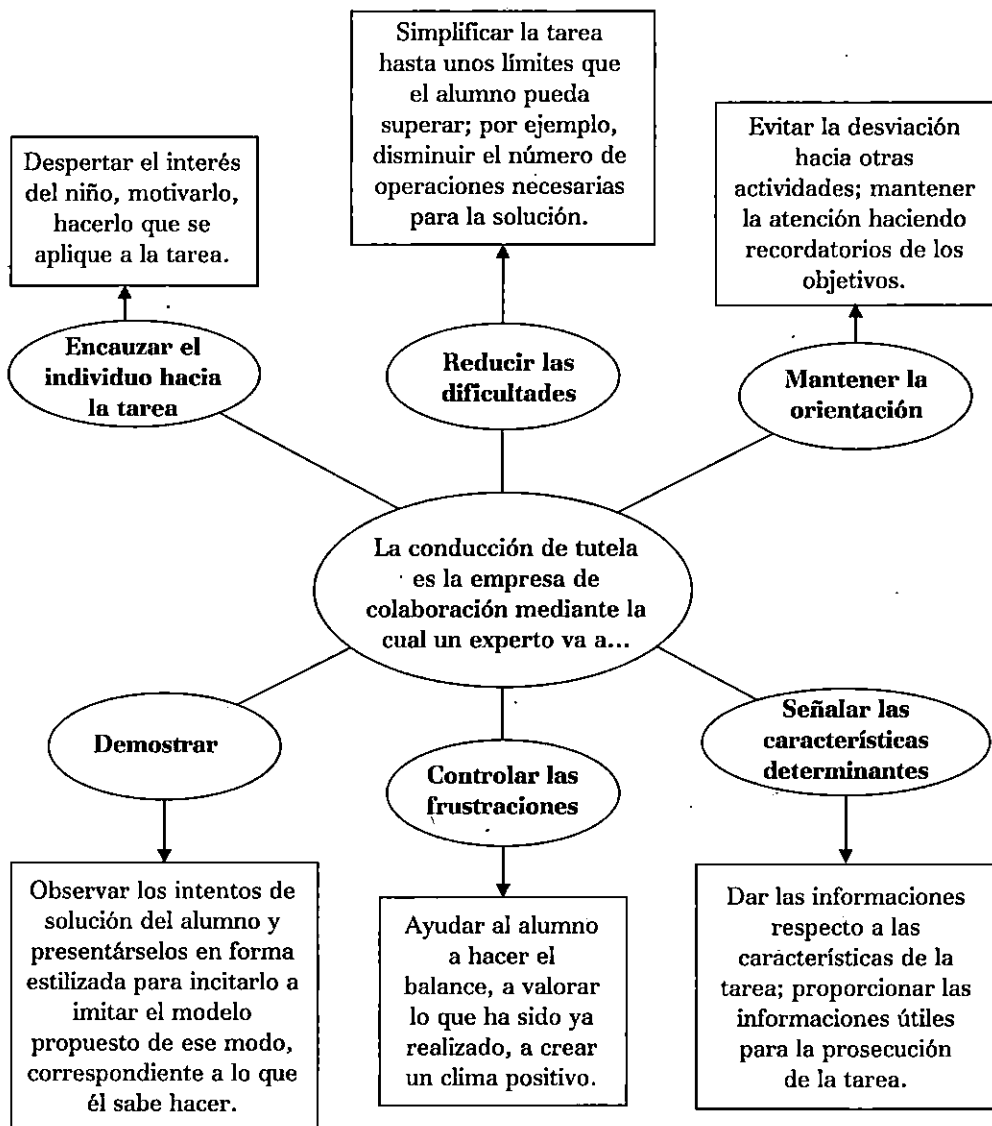 Simplificar la tarea
hasta unos límites que
el alumno pueda
superar; por ejemplo,
disminuir el número de
operaciones necesarias
para la solución.
Despertar el interés
del niño, motivarlo,
hacerlo que se
aplique a la tarea.
Evitar la desviación
hacia otras
actividades; mantener
la atención haciendo
recordatorios de los
objetivos.
Encauzar el
individuo hacia
la tarea
Reducir las
dificultades
Mantener la
orientación
La conducción de tutela
es la empresa de
colaboración mediante la
cual un experto va a...
Demostrar
Controlar las
frustraciones
Señalar las
características
determinantes
Observar los intentos de
solución del alumno y
presentárselos en forma
estilizada para incitarlo a
imitar el modelo
propuesto de ese modo,
correspondiente a lo que
él sabe hacer.
Ayudar al alumno
a hacer el
balance, a valorar
lo que ha sido ya
realizado, a crear
un clima positivo.
Dar las informaciones
respecto a las
características de la
tarea; proporcionar las
informaciones útiles
para la prosecución
de la tarea.